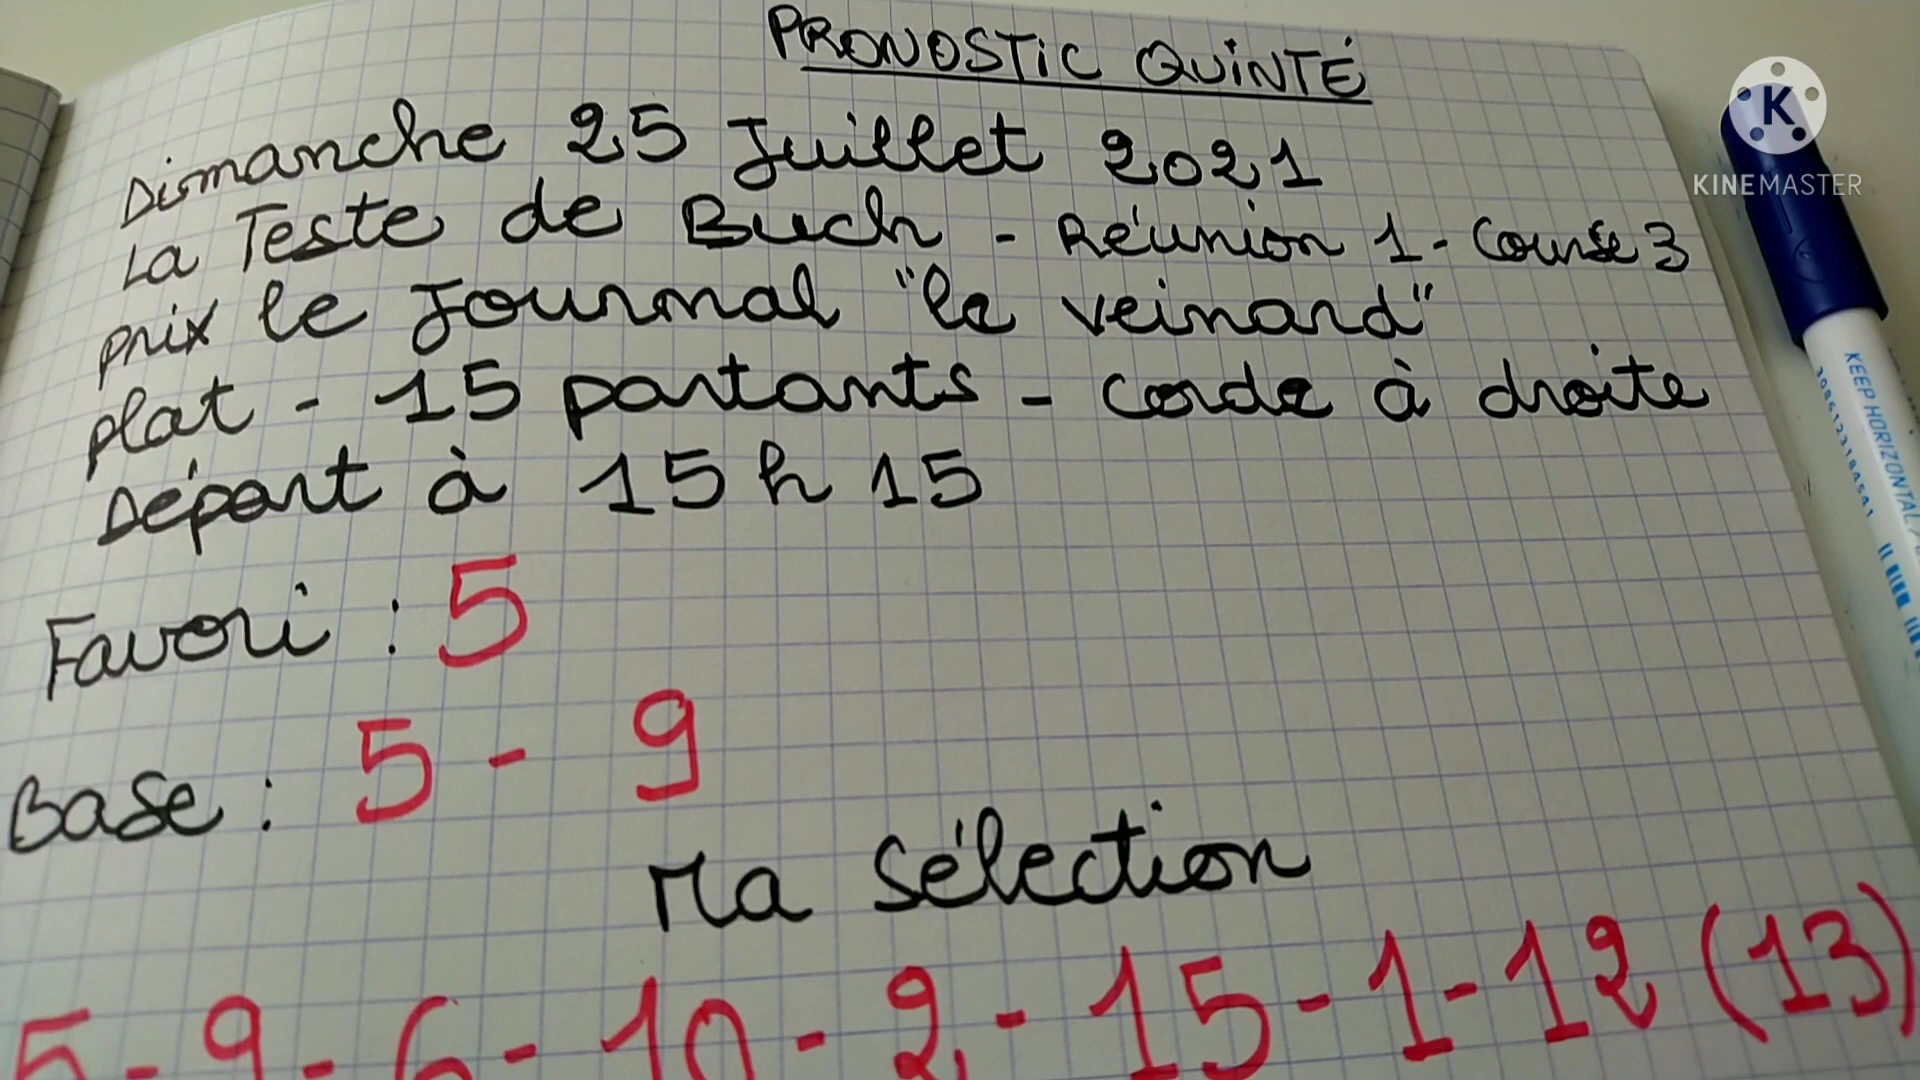 PRONOSTIC QUINTÉ
Dimanche 25 Juillet 2021
La Teste de Buch - Réunion 1 - Course 3
prix le Journal "le veinard"
plat - 15 partants - corde à droite
Départ à 15 h 15
Favori : 5
Base : 5 - 9
Ma sélection
5 - 9 - 6 - 10 - 2 - 15 - 1 - 12 (13)
K
KINEMASTER
KEEP HORIZONTAL